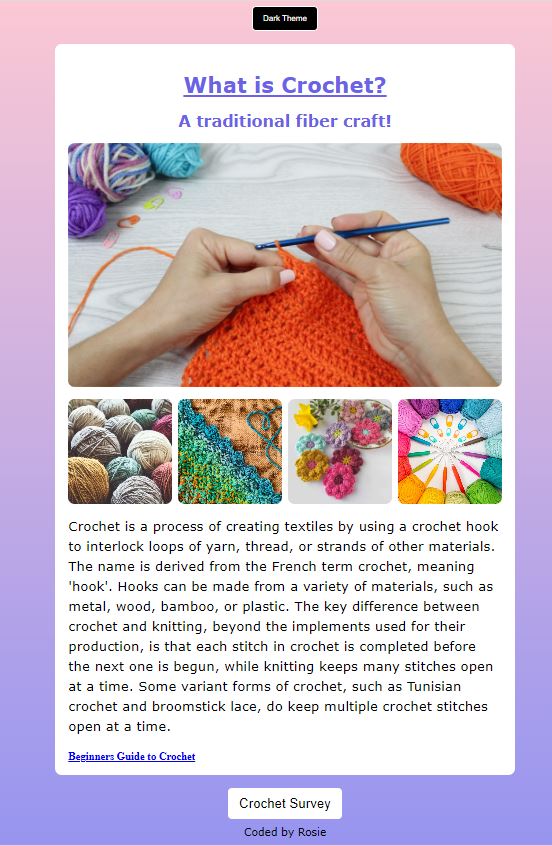 Dark Theme
What is Crochet?
A traditional fiber craft!
Crochet is a process of creating textiles by using a crochet hook
to interlock loops of yarn, thread, or strands of other materials.
The name is derived from the French term crochet, meaning
'hook'. Hooks can be made from a variety of materials, such as
metal, wood, bamboo, or plastic. The key difference between
crochet and knitting, beyond the implements used for their
production, is that each stitch in crochet is completed before
the next one is begun, while knitting keeps many stitches open
at a time. Some variant forms of crochet, such as Tunisian
crochet and broomstick lace, do keep multiple crochet stitches
open at a time.
Beginners Guide to Crochet
Crochet Survey
Coded by Rosie